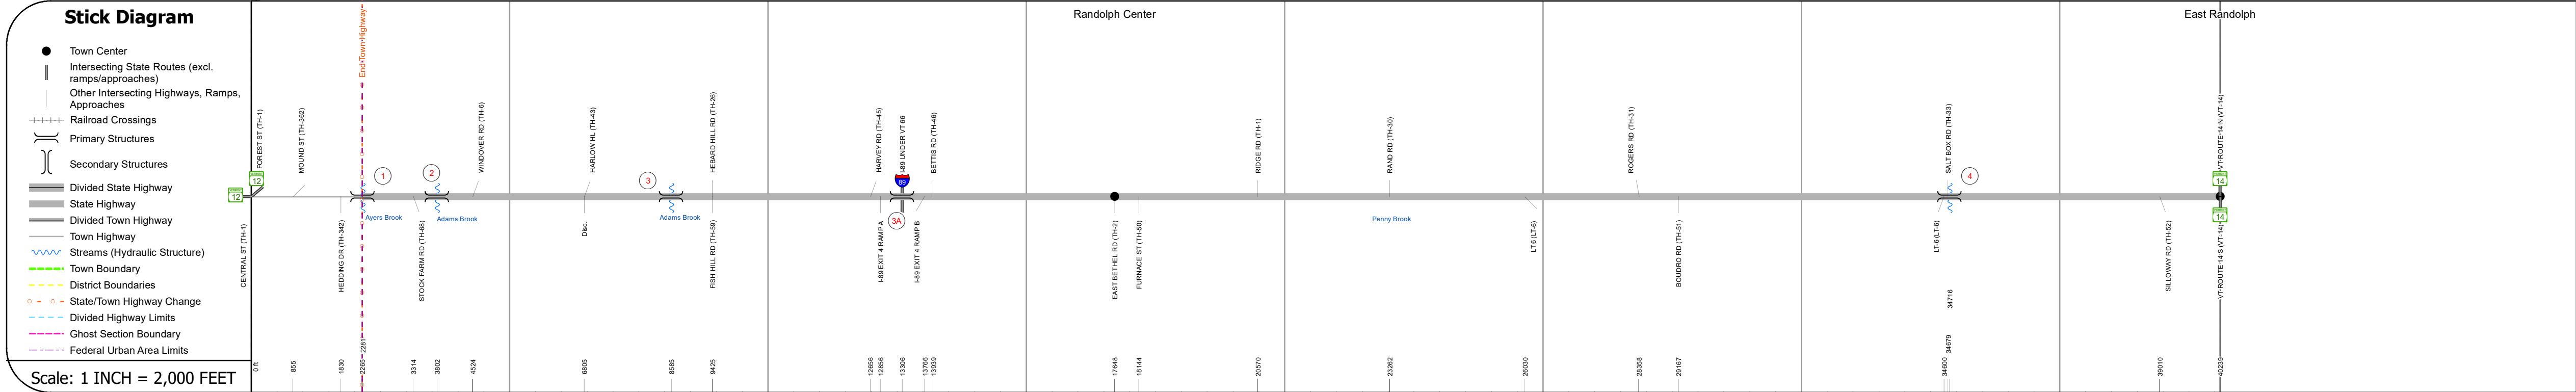 Stick Diagram
Town Center
Intersecting State Routes (excl.
ramps/approaches)
Other Intersecting Highways, Ramps,
Approaches
Railroad Crossings
Primary Structures
Secondary Structures
Divided State Highway
State Highway
Divided Town Highway
Town Highway
Streams (Hydraulic Structure)
Town Boundary
District Boundaries
State/Town Highway Change
Divided Highway Limits
Ghost Section Boundary
Federal Urban Area Limits
Scale: 1 INCH = 2,000 FEET
Randolph Center
East Randolph
End Town Highway
FOREST ST (TH-1)
MOUND ST (TH-362)
WINDOVER RD (TH-6)
HARLOW HL (TH-43)
HEBARD HILL RD (TH-26)
HARVEY RD (TH-45)
I-89 UNDER VT 66
BETTIS RD (TH-46)
RIDGE RD (TH-1)
RAND RD (TH-30)
ROGERS RD (TH-31)
SALT BOX RD (TH-33)
VT-ROUTE-14 N (VT-14)
12
12
1
2
3
89
3A
4
14
14
Ayers Brook
Adams Brook
Adams Brook
Penny Brook
CENTRAL ST (TH-1)
HEDDING DR (TH-342)
STOCK FARM RD (TH-68)
Disc.
FISH HILL RD (TH-59)
I-89 EXIT 4 RAMP A
I-89 EXIT 4 RAMP B
EAST BETHEL RD (TH-2)
FURNACE ST (TH-50)
LT 6 (LT-6)
BOUDRO RD (TH-51)
LT-6 (LT-6)
SILLOWAY RD (TH-52)
VT-ROUTE-14 S (VT-14)
0 ft
855
1830
2265
2281
3314
3802
4524
6805
8585
9425
12656
12856
13306
13766
13939
17648
18144
20570
23262
26030
28358
29167
34600
34679
34716
39010
40239